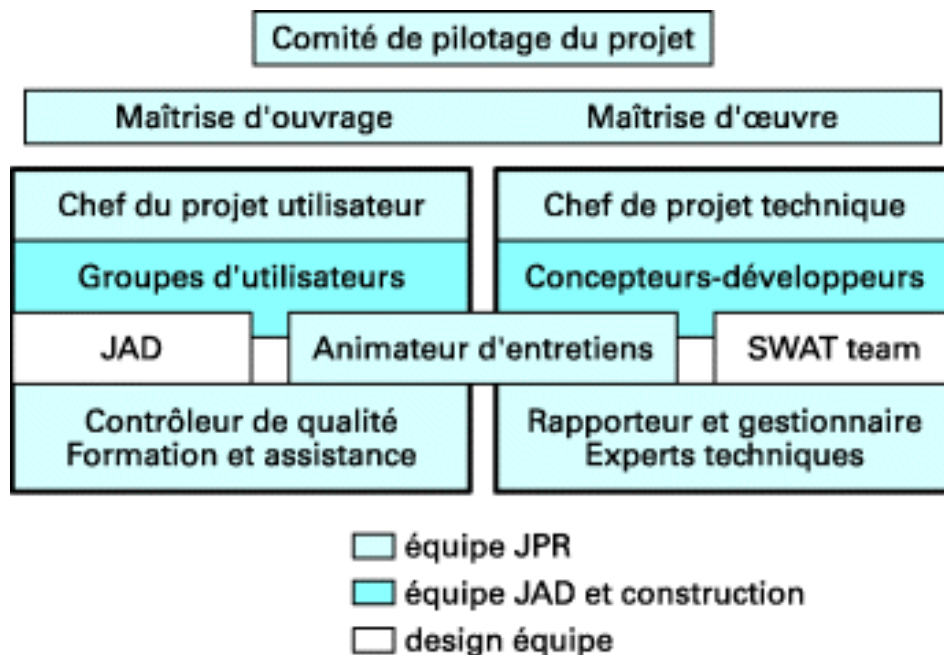 Comité de pilotage du projet
Maîtrise d'ouvrage Maîtrise d'œuvre
Chef du projet utilisateur Chef de projet technique
Groupes d'utilisateurs Concepteurs-développeurs
JAD Animateur d'entretiens SWAT team
Contrôleur de qualité Rapporteur et gestionnaire
Formation et assistance Experts techniques
équipe JPR
équipe JAD et construction
design équipe